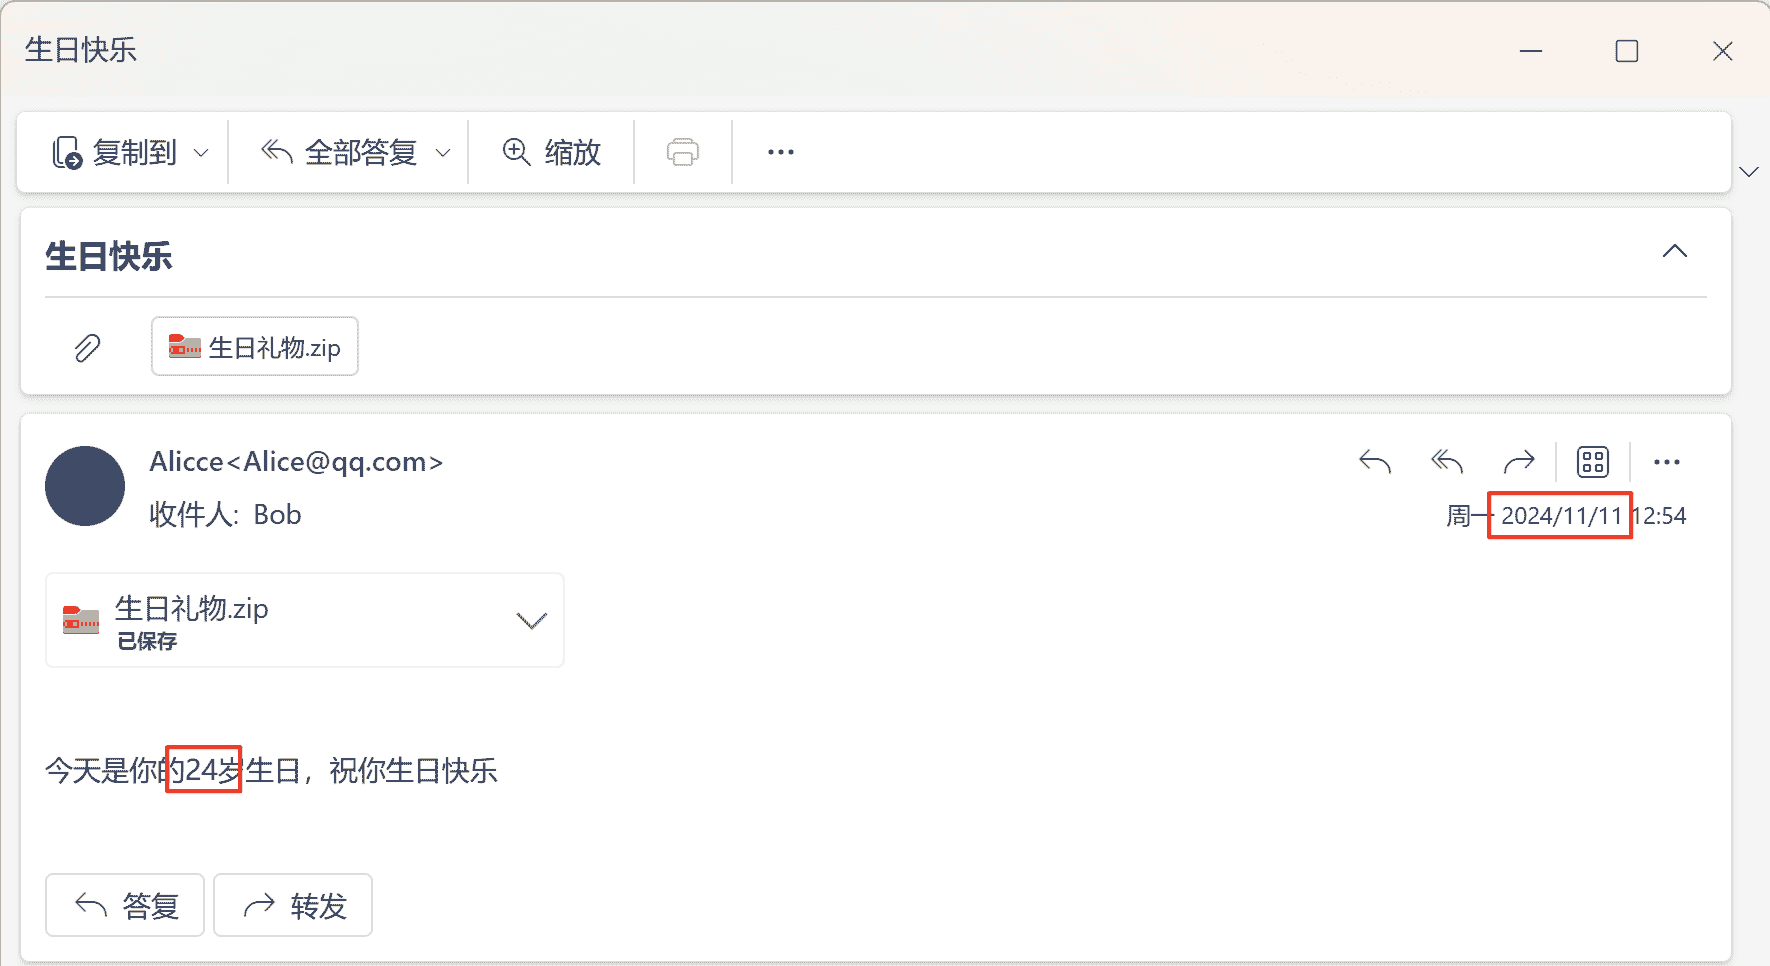 生日快乐
复制到 全部答复 缩放
生日快乐
生日礼物.zip
Alicce<Alice@qq.com>
收件人: Bob
周一 2024/11/11 12:54
生日礼物.zip
已保存
今天是你的24岁生日，祝你生日快乐
答复 转发